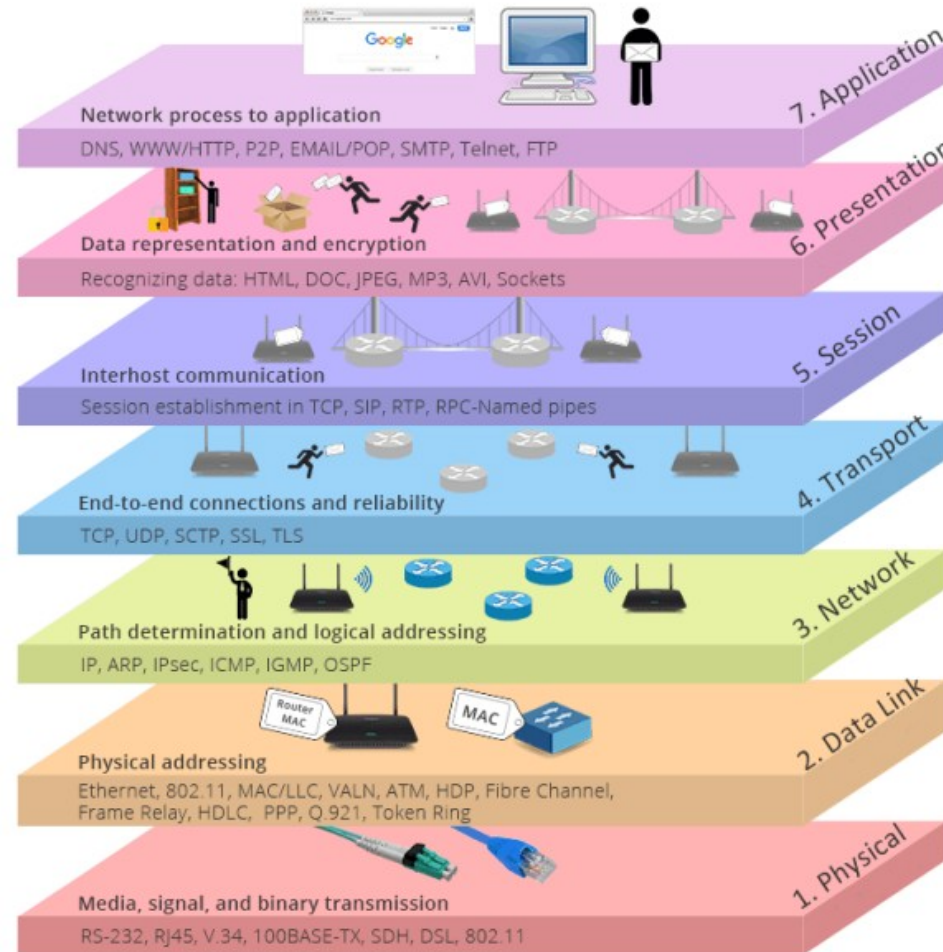 Google
7. Application
Network process to application
DNS, WWW/HTTP, P2P, EMAIL/POP, SMTP, Telnet, FTP
6. Presentation
Data representation and encryption
Recognizing data: HTML, DOC, JPEG, MP3, AVI, Sockets
5. Session
Interhost communication
Session establishment in TCP, SIP, RTP, RPC-Named pipes
4. Transport
End-to-end connections and reliability
TCP, UDP, SCTP, SSL, TLS
3. Network
Path determination and logical addressing
IP, ARP, IPsec, ICMP, IGMP, OSPF
2. Data Link
Router
MAC
MAC
Physical addressing
Ethernet, 802.11, MAC/LLC, VALN, ATM, HDP, Fibre Channel,
Frame Relay, HDLC, PPP, Q.921, Token Ring
1. Physical
Media, signal, and binary transmission
RS-232, RJ45, V.34, 100BASE-TX, SDH, DSL, 802.11